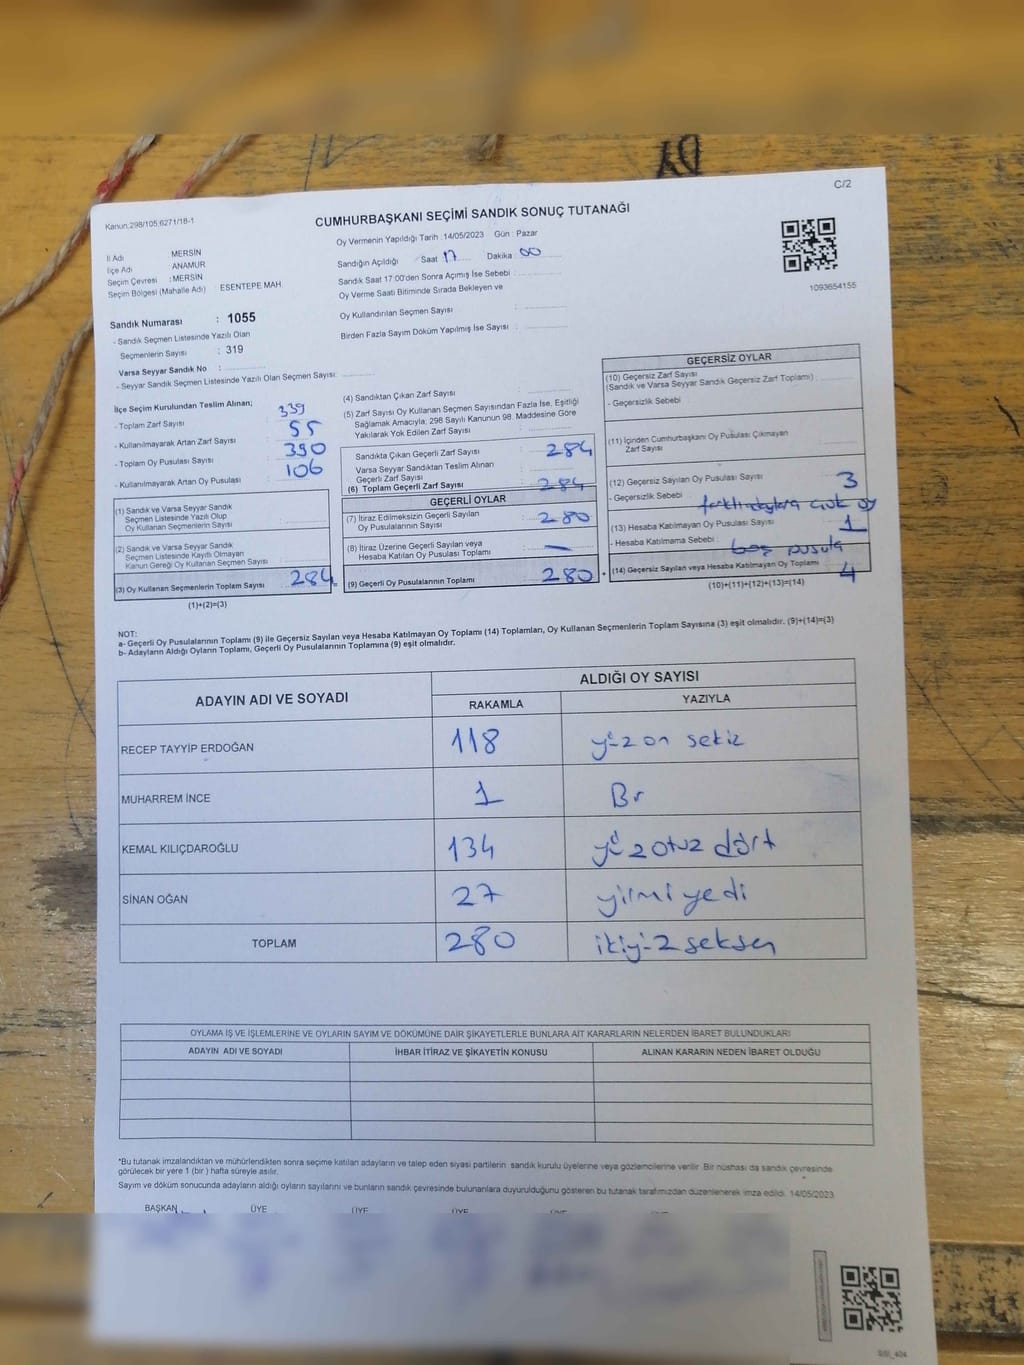 C/2
Kanun:298/105;6271/18-1
CUMHURBAŞKANI SEÇİMİ SANDIK SONUÇ TUTANAĞI
Oy Vermenin Yapıldığı Tarih :14/05/2023 Gün : Pazar
İl Adı MERSİN
İlçe Adı ANAMUR
Seçim Çevresi : MERSİN
Seçim Bölgesi (Mahalle Adı) : ESENTEPE MAH.
Sandığın Açıldığı Saat 17 Dakika 00
Sandık Saat 17:00'den Sonra Açımış İse Sebebi :
Oy Verme Saati Bitiminde Sırada Bekleyen ve
Oy Kullandırılan Seçmen Sayısı :
Birden Fazla Sayım Döküm Yapılmış İse Sayısı :
1093654155
Sandık Numarası : 1055
- Sandık Seçmen Listesinde Yazılı Olan
Seçmenlerin Sayısı : 319
Varsa Seyyar Sandık No :
- Seyyar Sandık Seçmen Listesinde Yazılı Olan Seçmen Sayısı:
İlçe Seçim Kurulundan Teslim Alınan;
- Toplam Zarf Sayısı : 339
- Kullanılmayarak Artan Zarf Sayısı : 55
- Toplam Oy Pusulası Sayısı : 390
- Kullanılmayarak Artan Oy Pusulası : 106
(1) Sandık ve Varsa Seyyar Sandık
Seçmen Listesinde Yazılı Olup
Oy Kullanan Seçmenlerin Sayısı :
(2) Sandık ve Varsa Seyyar Sandık
Seçmen Listesinde Kayıtlı Olmayan
Kanun Gereği Oy Kullanan Seçmen Sayısı :
(3) Oy Kullanan Seçmenlerin Toplam Sayısı 284
(1)+(2)=(3)
(4) Sandıktan Çıkan Zarf Sayısı :
(5) Zarf Sayısı Oy Kullanan Seçmen Sayısından Fazla İse, Eşitliği
Sağlamak Amacıyla, 298 Sayılı Kanunun 98. Maddesine Göre
Yakılarak Yok Edilen Zarf Sayısı :
Sandıkta Çıkan Geçerli Zarf Sayısı : 284
Varsa Seyyar Sandıktan Teslim Alınan
Geçerli Zarf Sayısı :
(6) Toplam Geçerli Zarf Sayısı : 284
GEÇERLİ OYLAR
(7) İtiraz Edilmeksizin Geçerli Sayılan
Oy Pusulalarının Sayısı : 280
(8) İtiraz Üzerine Geçerli Sayılan veya
Hesaba Katılan Oy Pusulası Toplamı : —
(9) Geçerli Oy Pusulalarının Toplamı : 280
GEÇERSİZ OYLAR
(10) Geçersiz Zarf Sayısı
(Sandık ve Varsa Seyyar Sandık Geçersiz Zarf Toplamı) :
- Geçersizlik Sebebi :
(11) İçinden Cumhurbaşkanı Oy Pusulası Çıkmayan
Zarf Sayısı :
(12) Geçersiz Sayılan Oy Pusulası Sayısı : 3
- Geçersizlik Sebebi : oy
(13) Hesaba Katılmayan Oy Pusulası Sayısı : 1
- Hesaba Katılmama Sebebi : boş pusula
(14) Geçersiz Sayılan veya Hesaba Katılmayan Oy Toplamı 4
(10)+(11)+(12)+(13)=(14)
NOT:
a- Geçerli Oy Pusulalarının Toplamı (9) ile Geçersiz Sayılan veya Hesaba Katılmayan Oy Toplamı (14) Toplamları, Oy Kullanan Seçmenlerin Toplam Sayısına (3) eşit olmalıdır. (9)+(14)=(3)
b- Adayların Aldığı Oyların Toplamı, Geçerli Oy Pusulalarının Toplamına (9) eşit olmalıdır.
ADAYIN ADI VE SOYADI ALDIĞI OY SAYISI
RAKAMLA YAZIYLA
RECEP TAYYİP ERDOĞAN 118 yüz on sekiz
MUHARREM İNCE 1 Bir
KEMAL KILIÇDAROĞLU 134 yüz otuz dört
SİNAN OĞAN 27 yirmi yedi
TOPLAM 280 ikiyüz seksen
OYLAMA İŞ VE İŞLEMLERİNE VE OYLARIN SAYIM VE DÖKÜMÜNE DAİR ŞİKAYETLERLE BUNLARA AİT KARARLARIN NELERDEN İBARET BULUNDUKLARI
ADAYIN ADI VE SOYADI İHBAR İTİRAZ VE ŞİKAYETİN KONUSU ALINAN KARARIN NEDEN İBARET OLDUĞU
*Bu tutanak imzalandıktan ve mühürlendikten sonra seçime katılan adayların ve talep eden siyasi partilerin sandık kurulu üyelerine veya gözlemcilerine verilir. Bir nüshası da sandık çevresinde
görülecek bir yere 1 (bir) hafta süreyle asılır.
Sayım ve döküm sonucunda adayların aldığı oyların sayılarını ve bunların sandık çevresinde bulunanlara duyurulduğunu gösteren bu tutanak tarafımızdan düzenlenerek imza edildi. 14/05/2023
BAŞKAN ÜYE ÜYE ÜYE ÜYE